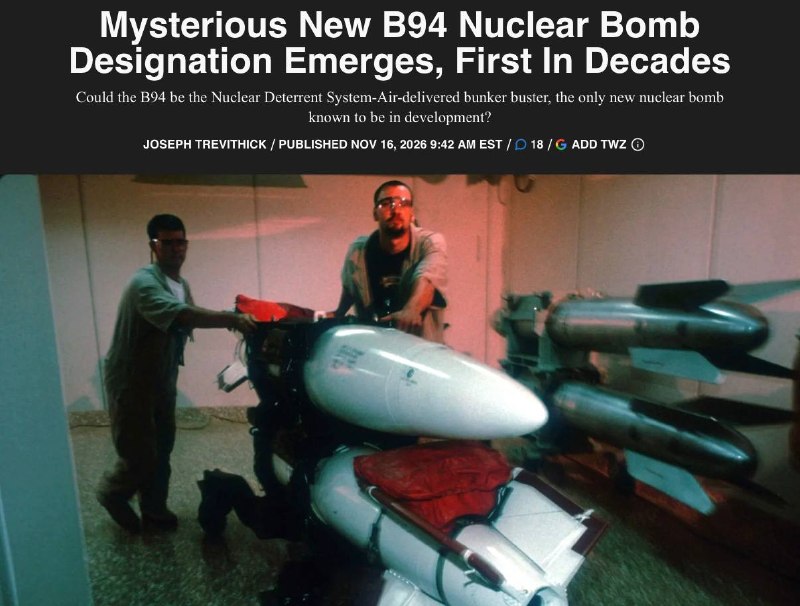 Mysterious New B94 Nuclear Bomb
Designation Emerges, First In Decades
Could the B94 be the Nuclear Deterrent System-Air-delivered bunker buster, the only new nuclear bomb
known to be in development?
JOSEPH TREVITHICK / PUBLISHED NOV 16, 2026 9:42 AM EST / 18 / G ADD TWZ